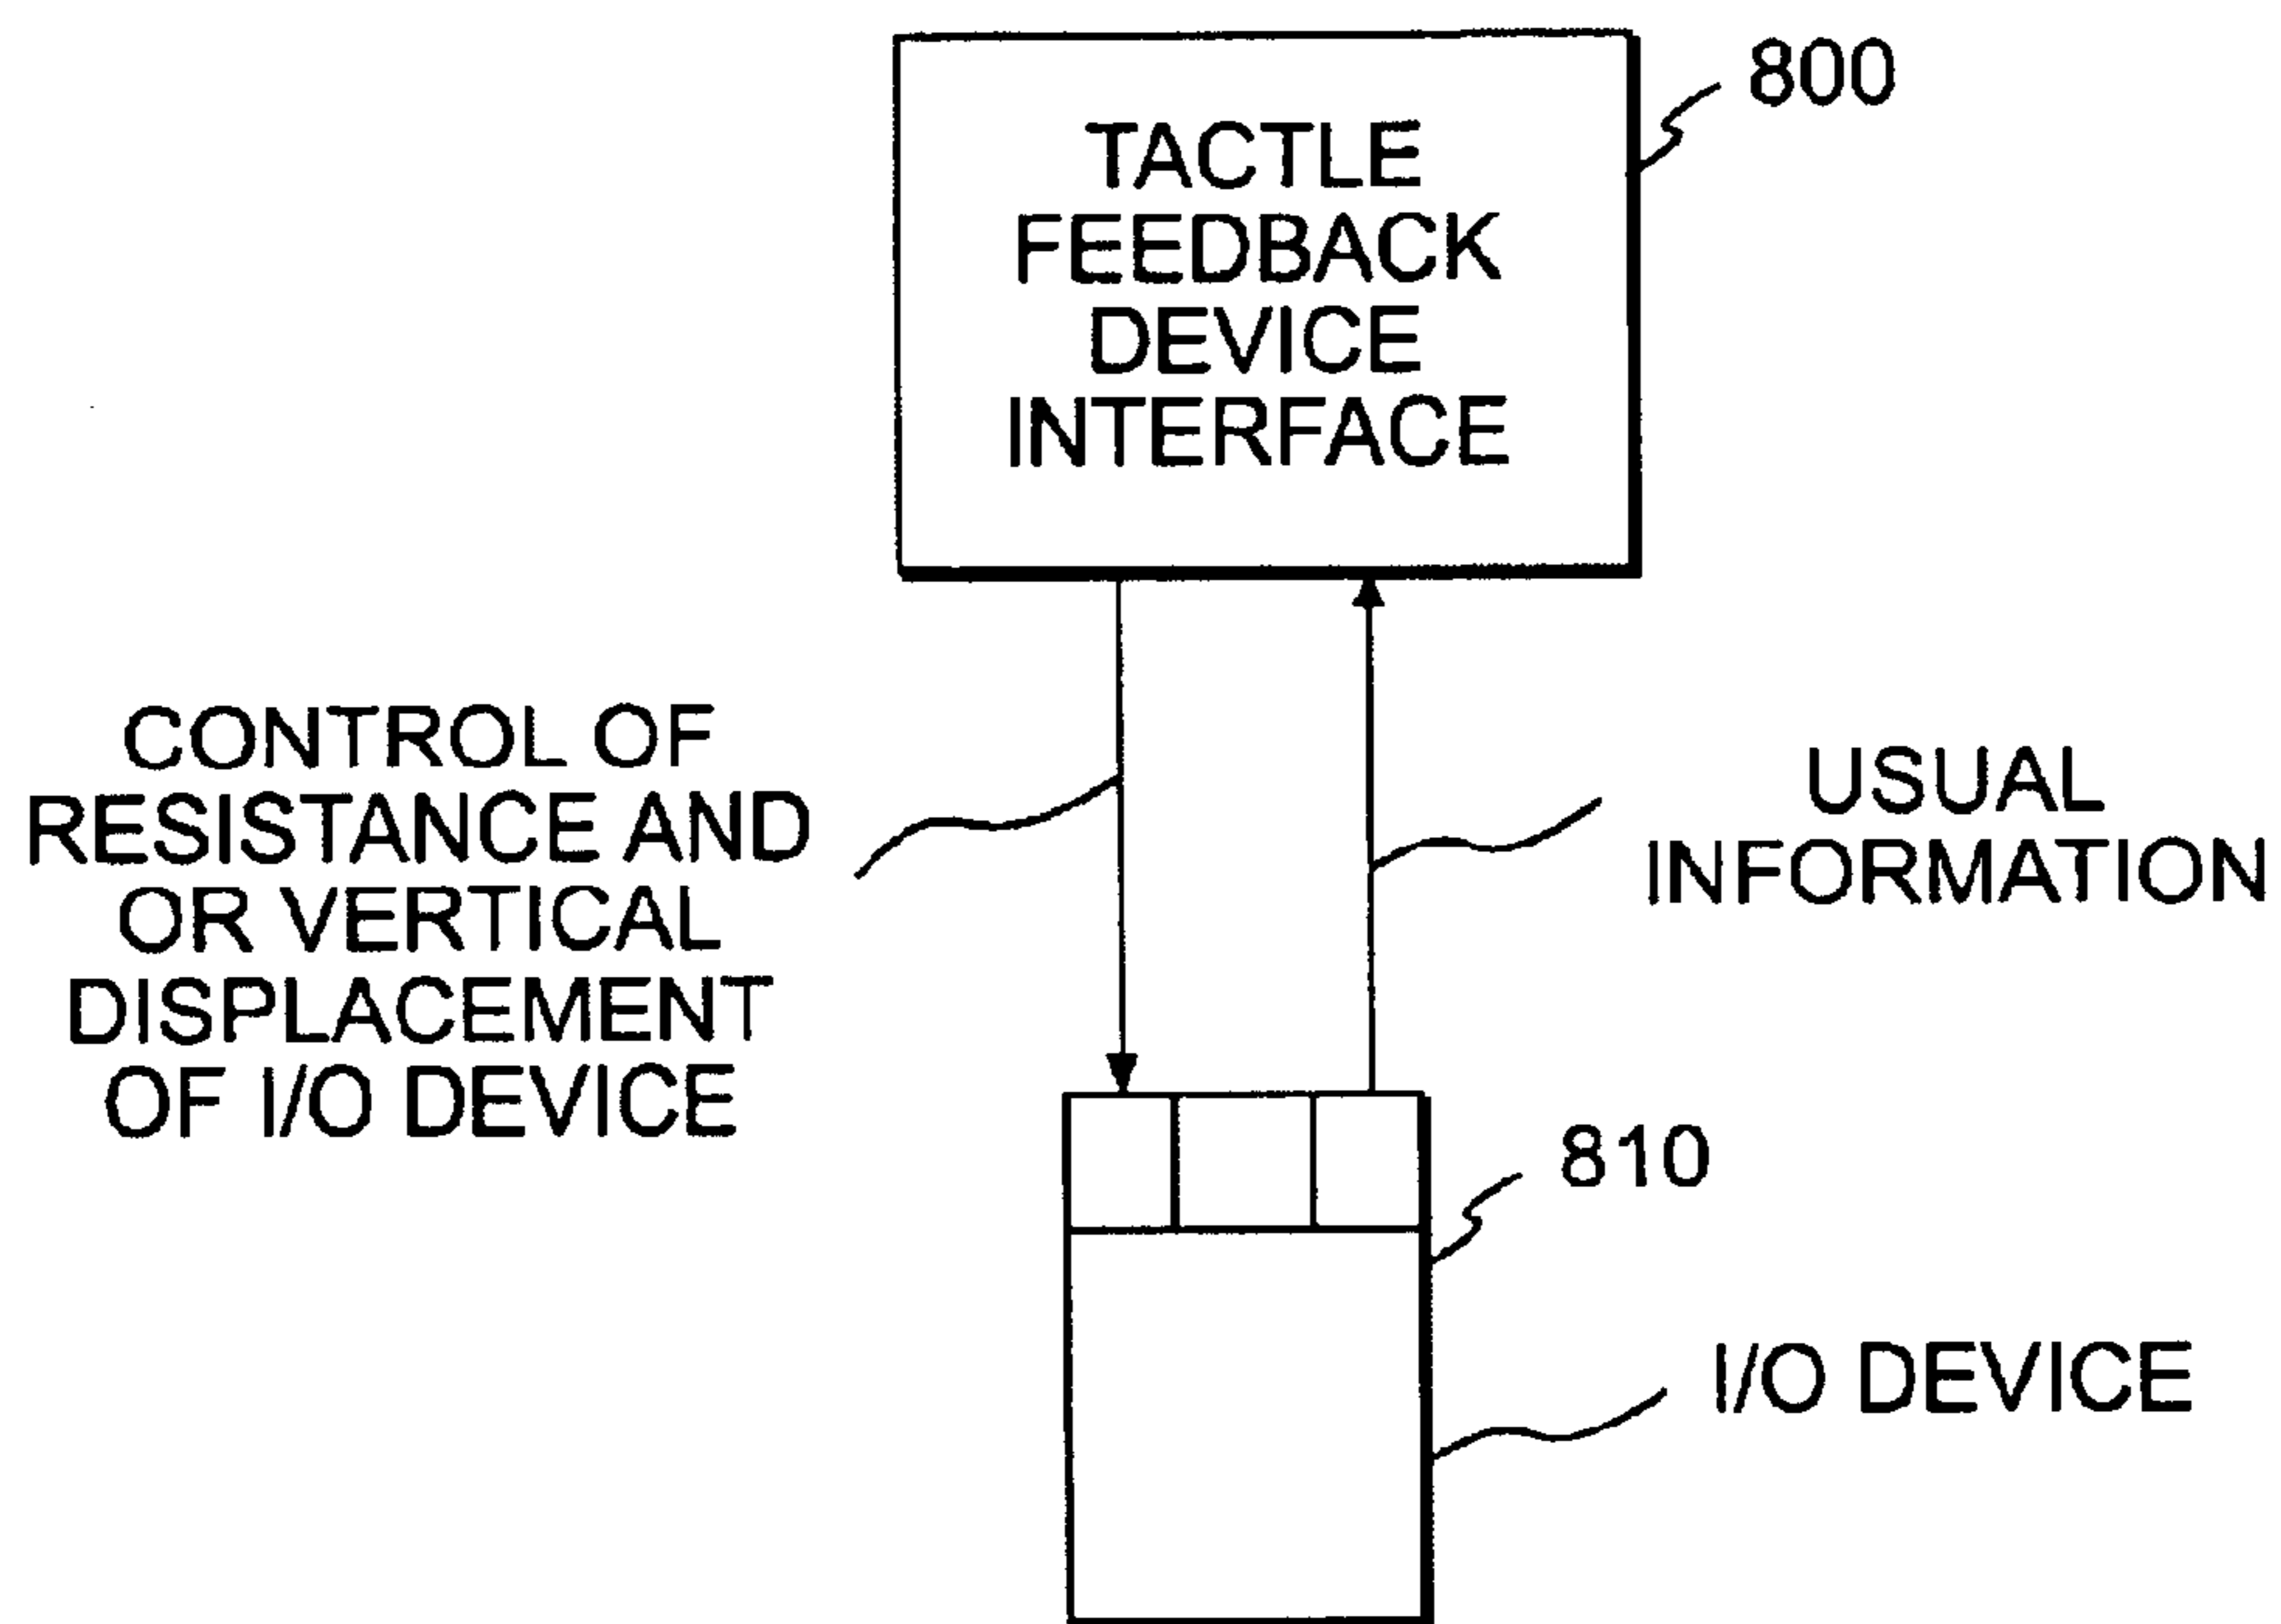 800
TACTLE
FEEDBACK
DEVICE
INTERFACE
CONTROL OF
RESISTANCE AND
OR VERTICAL
DISPLACEMENT
OF I/O DEVICE
USUAL
INFORMATION
810
I/O DEVICE